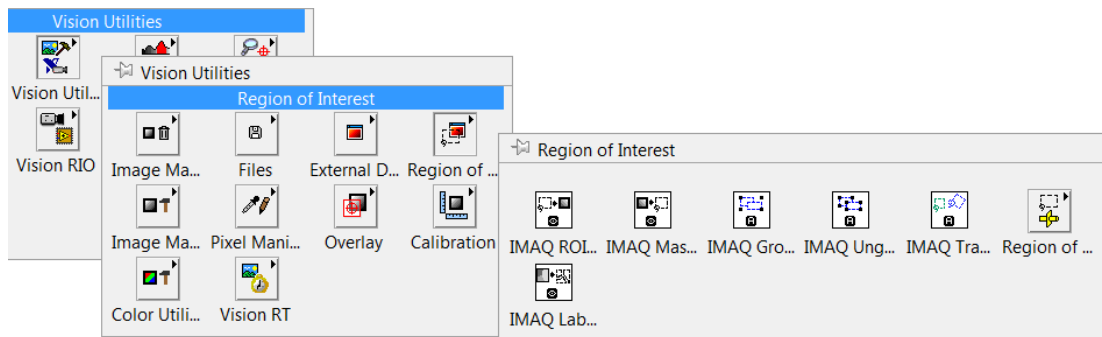 Vision Utilities
Vision Util...
Vision RIO
Vision Utilities
Region of Interest
Image Ma... Files External D... Region of ...
Image Ma... Pixel Mani... Overlay Calibration
Color Utili... Vision RT
Region of Interest
IMAQ ROI... IMAQ Mas... IMAQ Gro... IMAQ Ung... IMAQ Tra... Region of ...
IMAQ Lab...